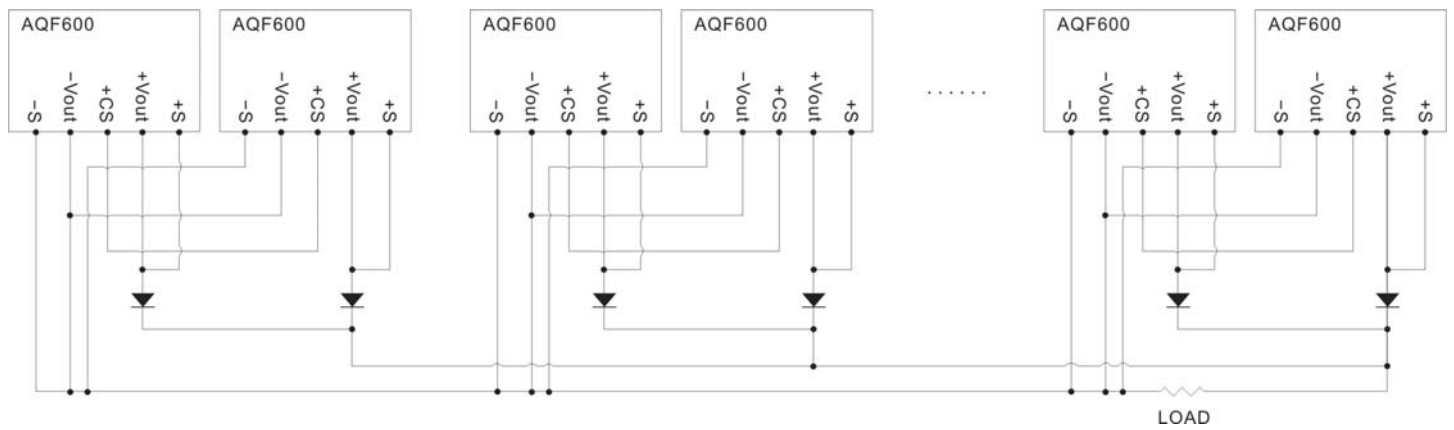 AQF600 AQF600 AQF600 AQF600 AQF600 AQF600
-S -Vout +CS +Vout +S -S -Vout +CS +Vout +S -S -Vout +CS +Vout +S -S -Vout +CS +Vout +S ...... -S -Vout +CS +Vout +S -S -Vout +CS +Vout +S
LOAD